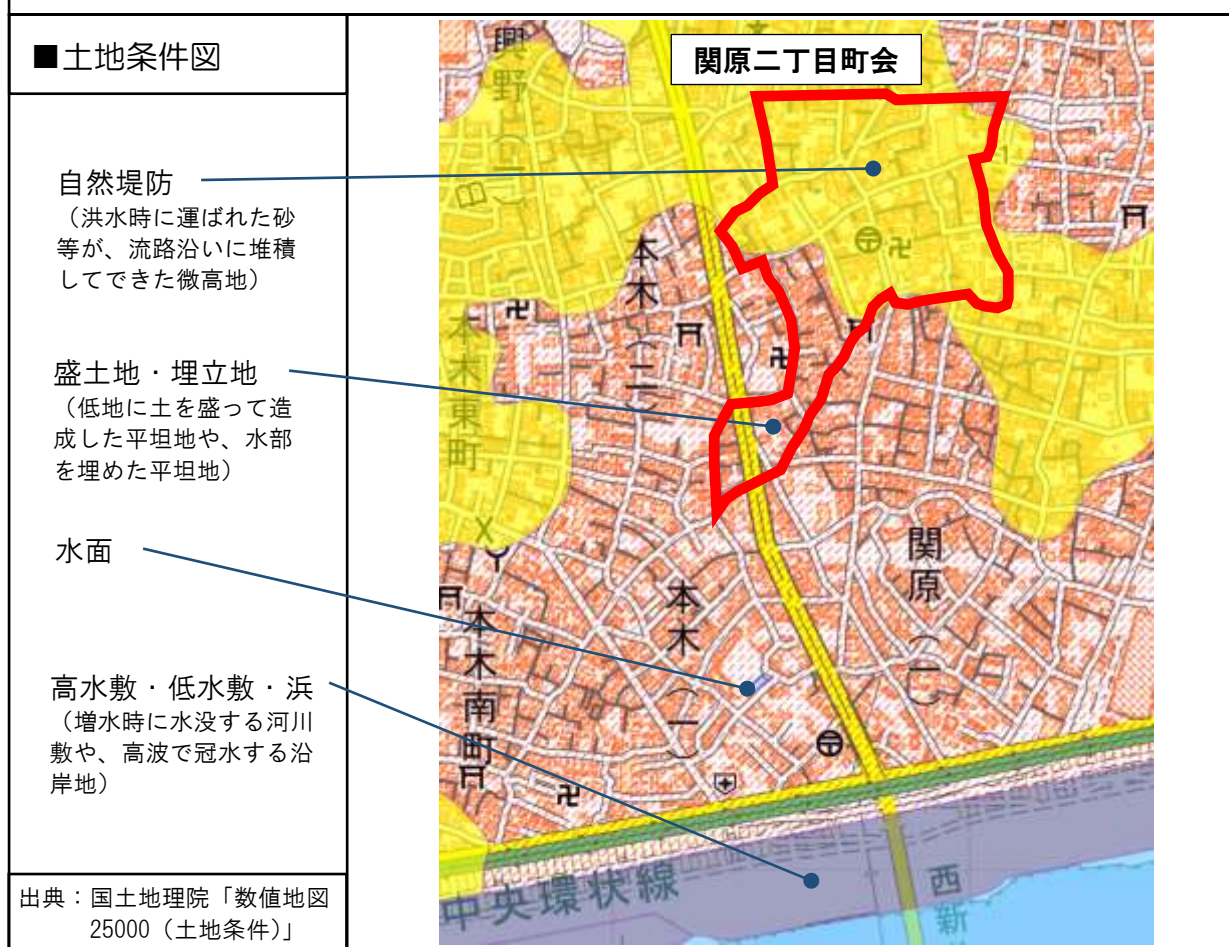 ■土地条件図
関原二丁目町会
自然堤防
（洪水時に運ばれた砂
等が、流路沿いに堆積
してできた微高地）
盛土地・埋立地
（低地に土を盛って造
成した平坦地や、水部
を埋めた平坦地）
水面
高水敷・低水敷・浜
（増水時に水没する河川
敷や、高波で冠水する沿
岸地）
出典：国土地理院「数値地図
25000（土地条件）」
本木（二）
本木東町
本木南町
本木（一）
関原（一）
中央環状線
西新